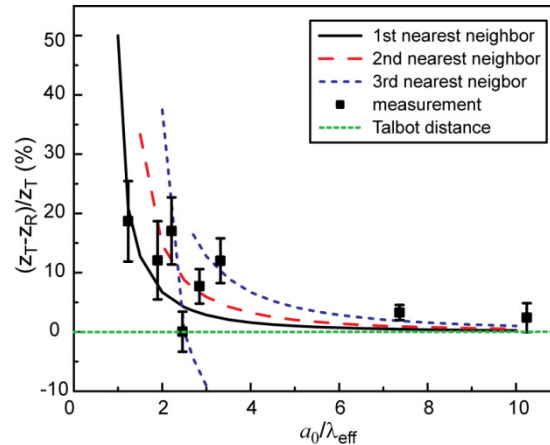 1st nearest neighbor
2nd nearest neighbor
3rd nearest neigbor
measurement
Talbot distance
50
40
30
20
10
0
-10
(z_T-z_R)/z_T (%)
0 2 4 6 8 10
a_0/λ_eff